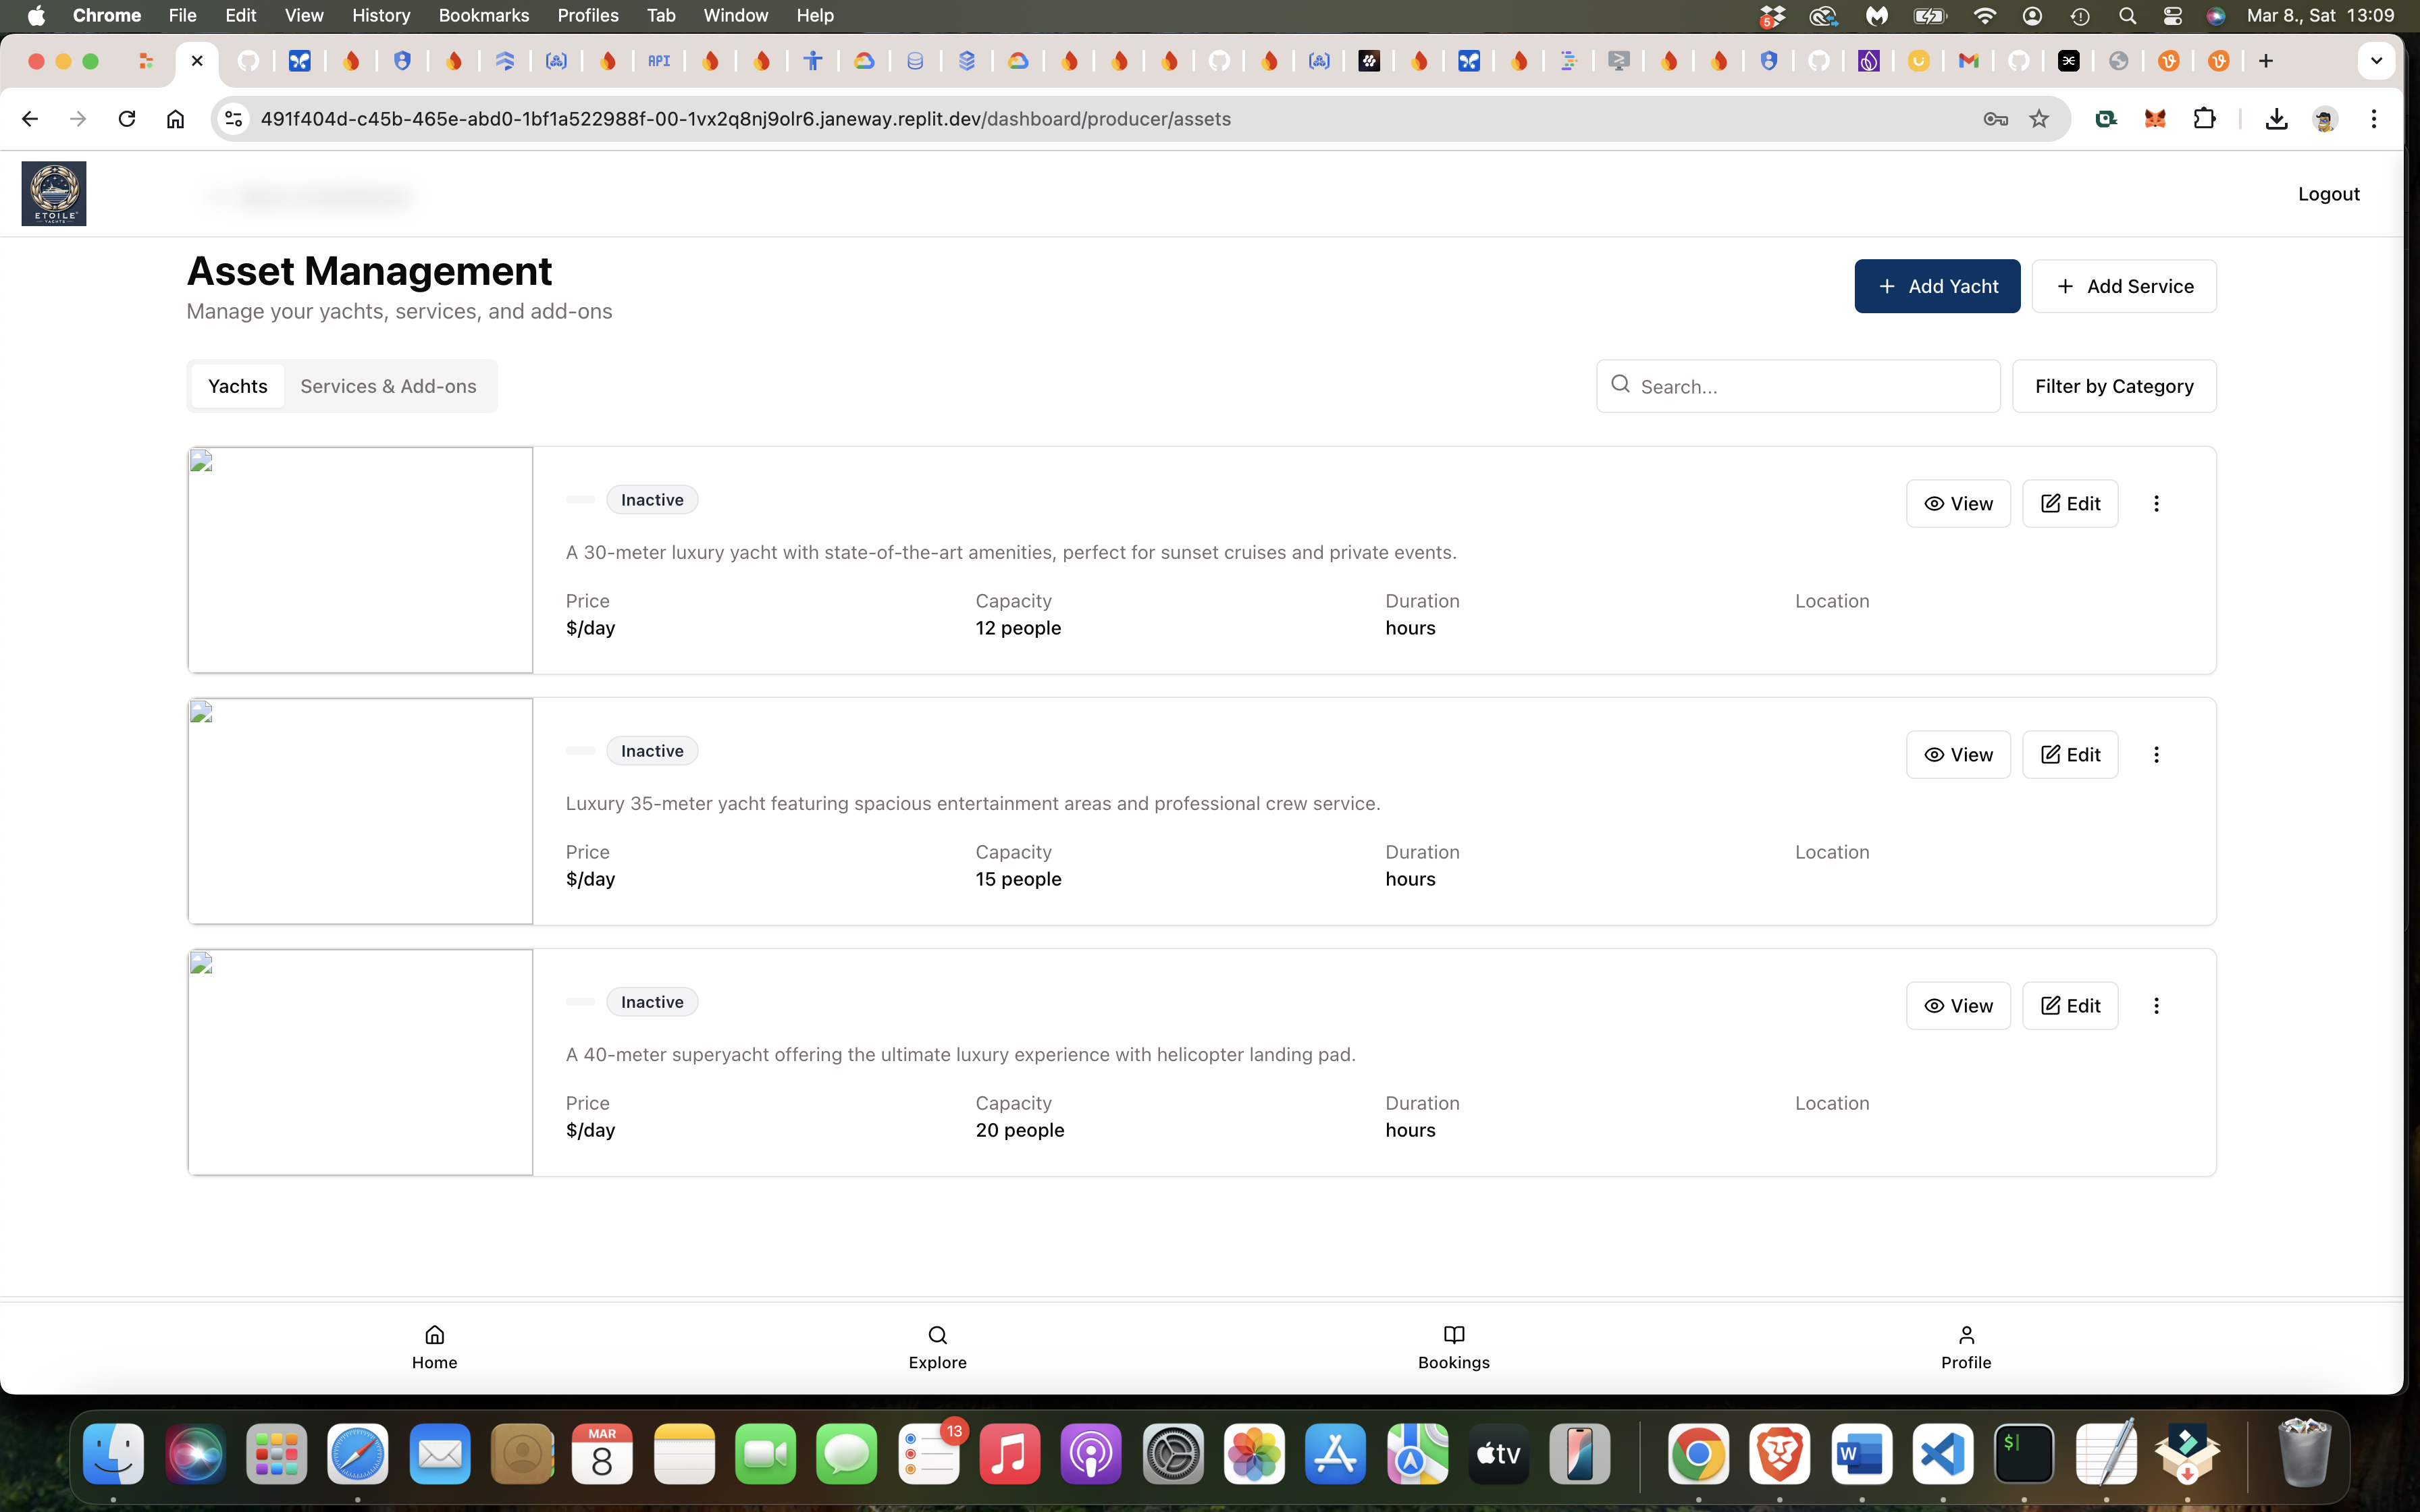 Chrome File Edit View History Bookmarks Profiles Tab Window Help
5
Mar 8., Sat 13:09
API
491f404d-c45b-465e-abd0-1bf1a522988f-00-1vx2q8nj9olr6.janeway.replit.dev/dashboard/producer/assets
ETOILE
YACHTS
Logout
Asset Management
Manage your yachts, services, and add-ons
+ Add Yacht
+ Add Service
Yachts
Services & Add-ons
Search...
Filter by Category
Inactive
View
Edit
A 30-meter luxury yacht with state-of-the-art amenities, perfect for sunset cruises and private events.
Price Capacity Duration Location
$/day 12 people hours
Inactive
View
Edit
Luxury 35-meter yacht featuring spacious entertainment areas and professional crew service.
Price Capacity Duration Location
$/day 15 people hours
Inactive
View
Edit
A 40-meter superyacht offering the ultimate luxury experience with helicopter landing pad.
Price Capacity Duration Location
$/day 20 people hours
Home
Explore
Bookings
Profile
MAR
8
13
tv
W
$